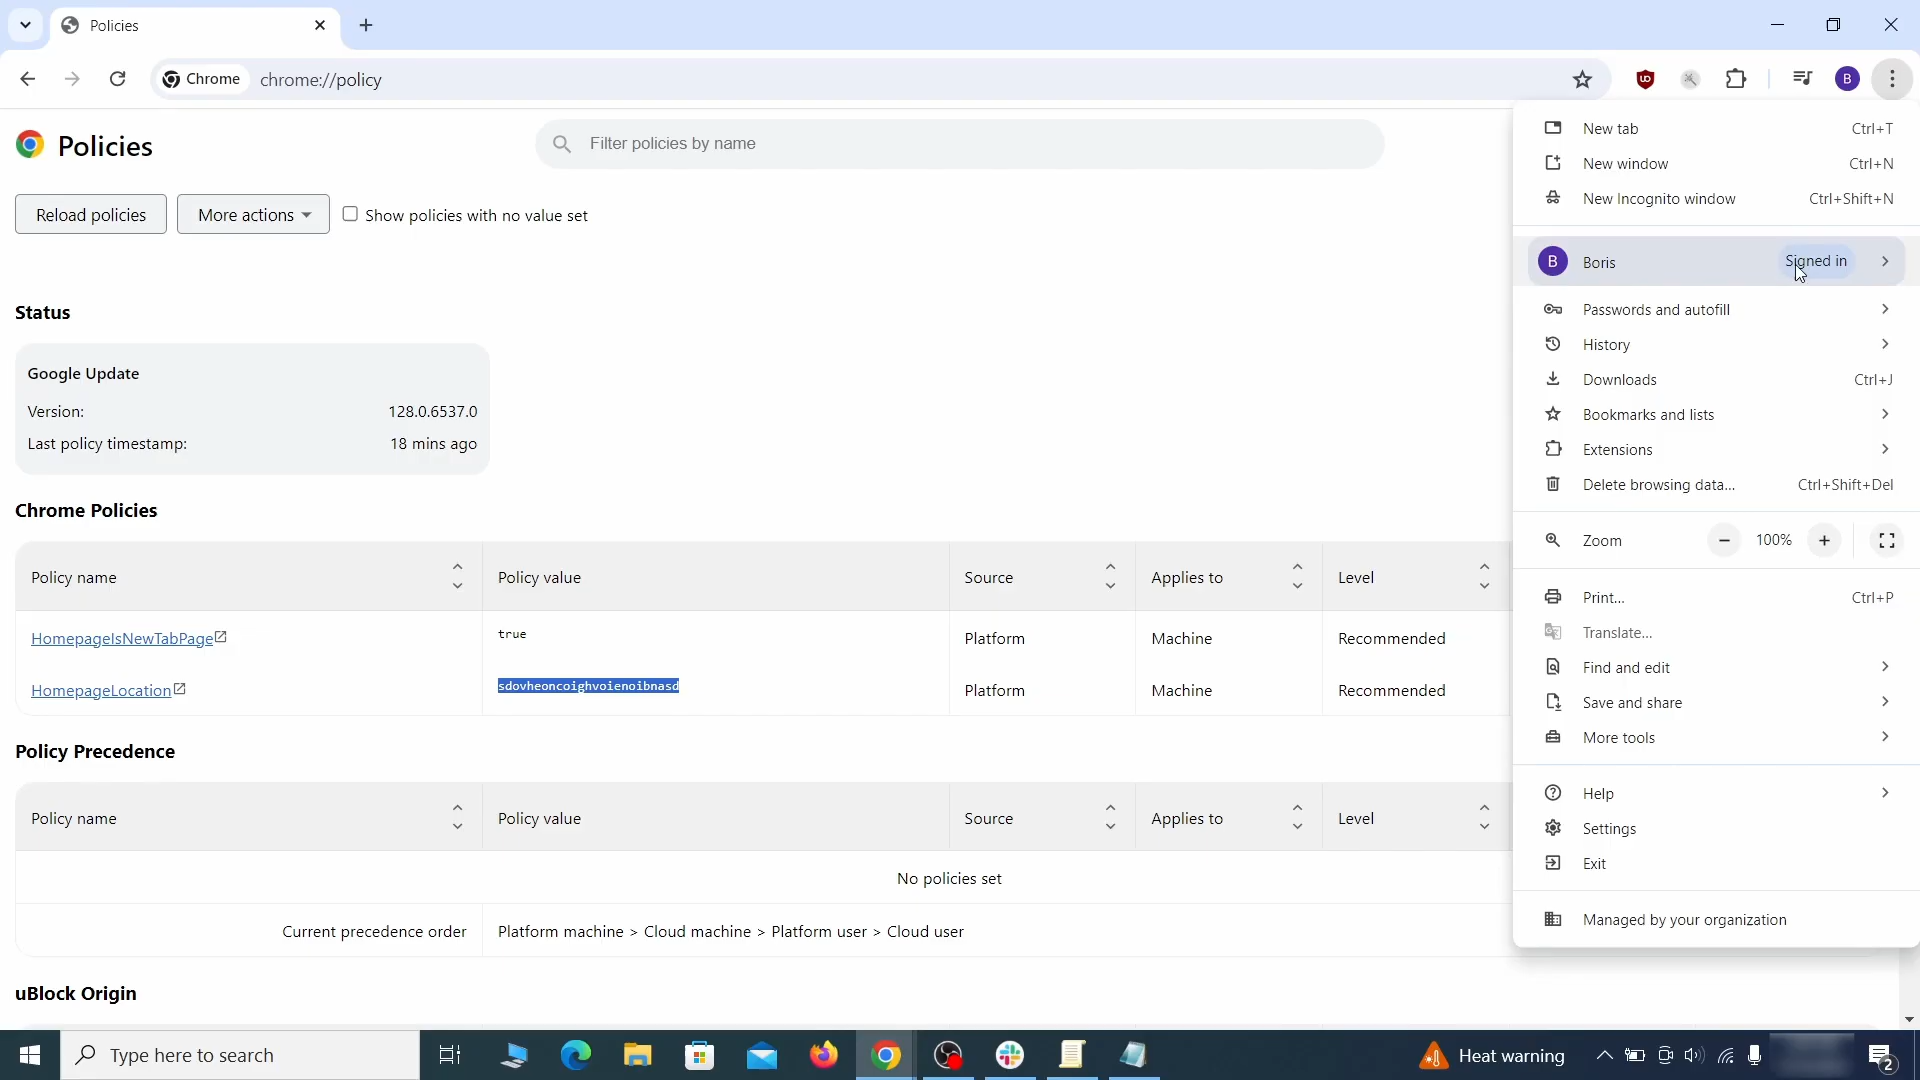 Policies
Chrome chrome://policy
B
Policies
Filter policies by name
Reload policies More actions Show policies with no value set
Status
Google Update
Version: 128.0.6537.0
Last policy timestamp: 18 mins ago
Chrome Policies
Policy name Policy value Source Applies to Level
HomepageIsNewTabPage true Platform Machine Recommended
HomepageLocation sdovheoncoighvoienoibnasd Platform Machine Recommended
Policy Precedence
Policy name Policy value Source Applies to Level
No policies set
Current precedence order Platform machine > Cloud machine > Platform user > Cloud user
uBlock Origin
New tab Ctrl+T
New window Ctrl+N
New Incognito window Ctrl+Shift+N
B Boris Signed in
Passwords and autofill
History
Downloads Ctrl+J
Bookmarks and lists
Extensions
Delete browsing data... Ctrl+Shift+Del
Zoom 100%
Print... Ctrl+P
Translate...
Find and edit
Save and share
More tools
Help
Settings
Exit
Managed by your organization
Type here to search
Heat warning
2